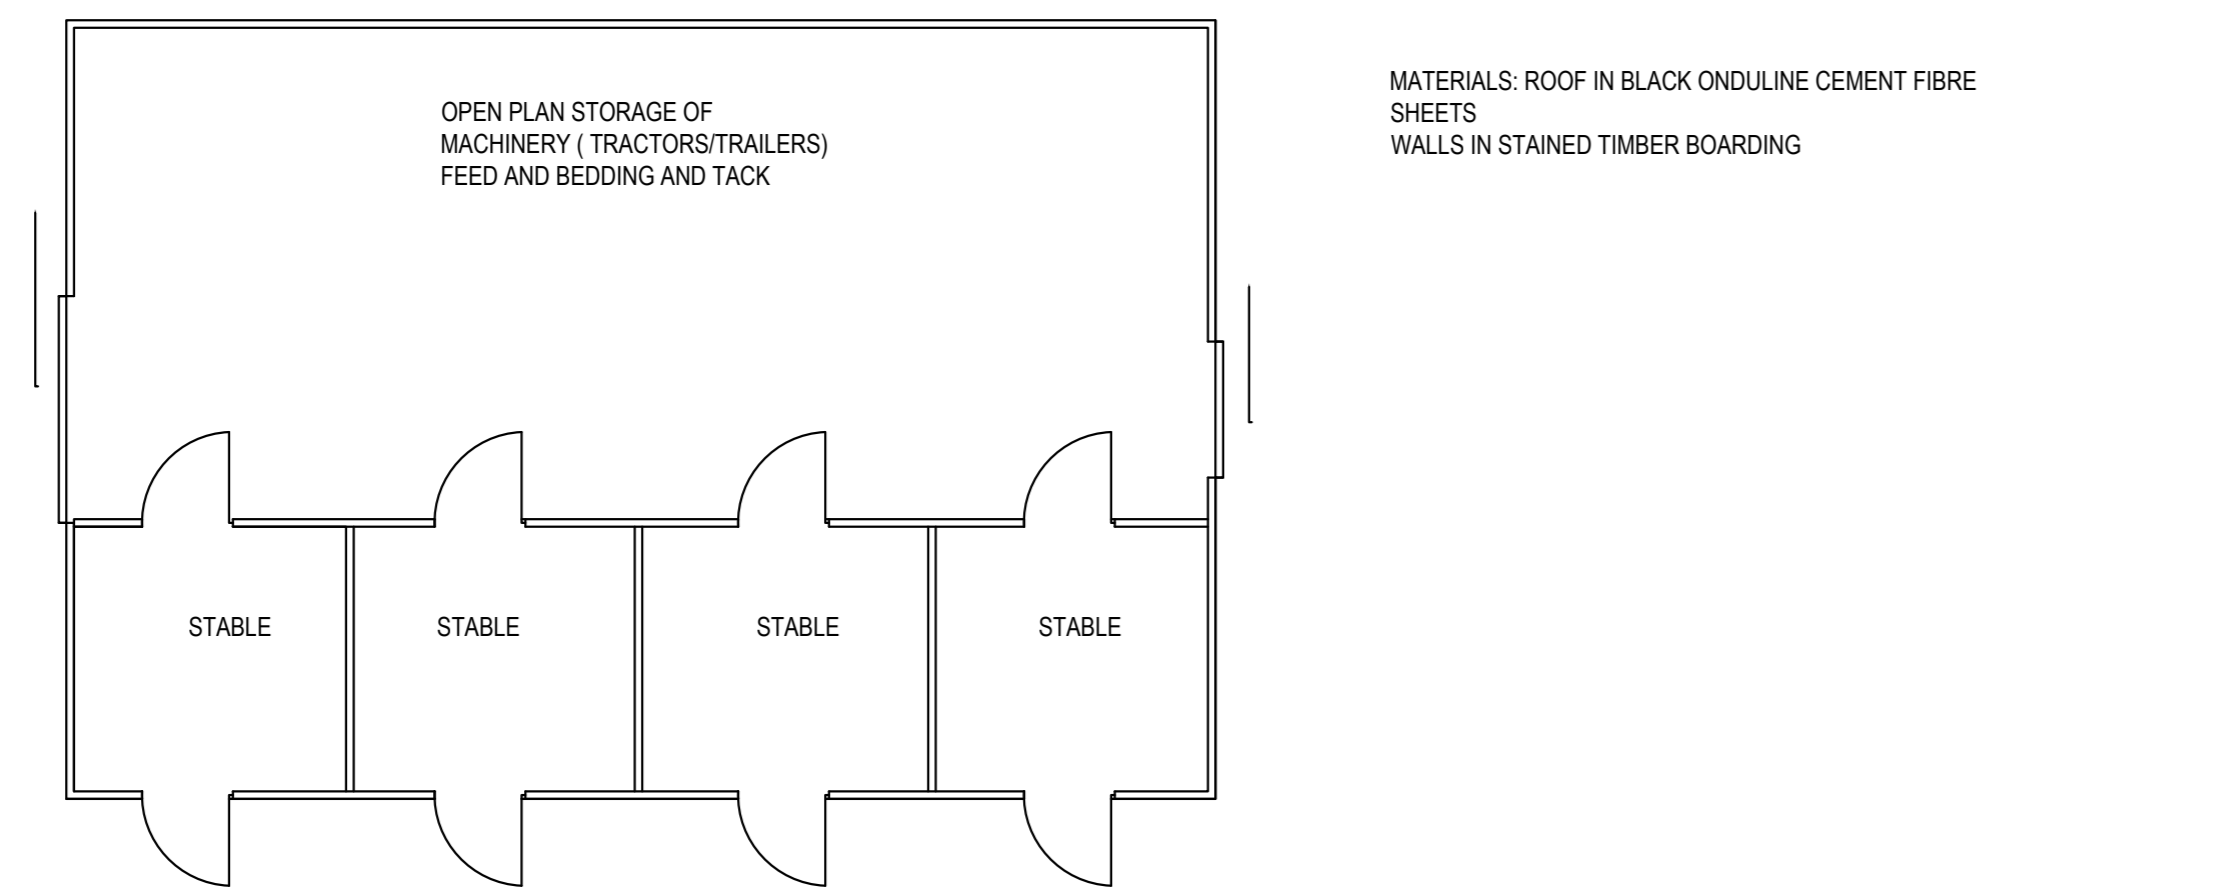 OPEN PLAN STORAGE OF
MACHINERY ( TRACTORS/TRAILERS)
FEED AND BEDDING AND TACK
MATERIALS: ROOF IN BLACK ONDULINE CEMENT FIBRE
SHEETS
WALLS IN STAINED TIMBER BOARDING
STABLE
STABLE
STABLE
STABLE